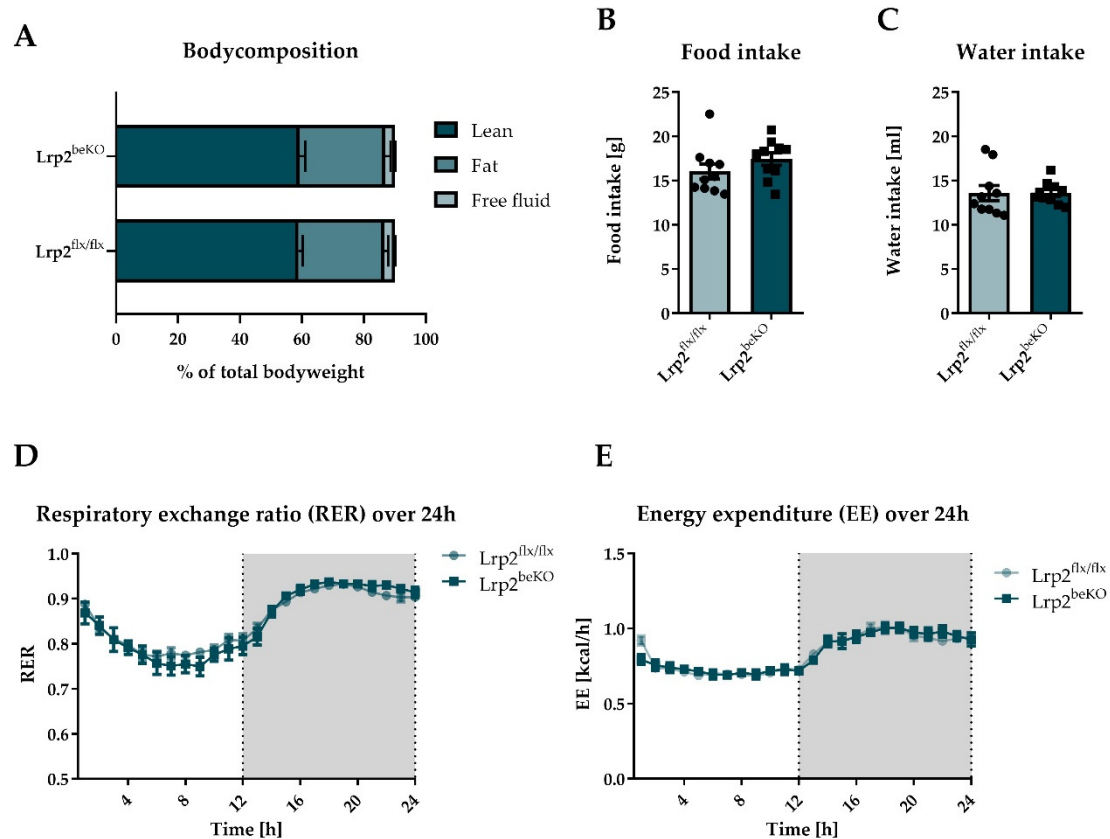 A
Bodycomposition
Lrp2beKO
Lrp2flx/flx
0 20 40 60 80 100
% of total bodyweight
Lean
Fat
Free fluid
B
Food intake
Food intake [g]
25
20
15
10
5
0
Lrp2flx/flx
Lrp2beKO
C
Water intake
Water intake [ml]
25
20
15
10
5
0
Lrp2flx/flx
Lrp2beKO
D
Respiratory exchange ratio (RER) over 24h
RER
1.0
0.9
0.8
0.7
0.6
0.5
4 8 12 16 20 24
Time [h]
Lrp2flx/flx
Lrp2beKO
E
Energy expenditure (EE) over 24h
EE [kcal/h]
1.5
1.0
0.5
0.0
4 8 12 16 20 24
Time [h]
Lrp2flx/flx
Lrp2beKO